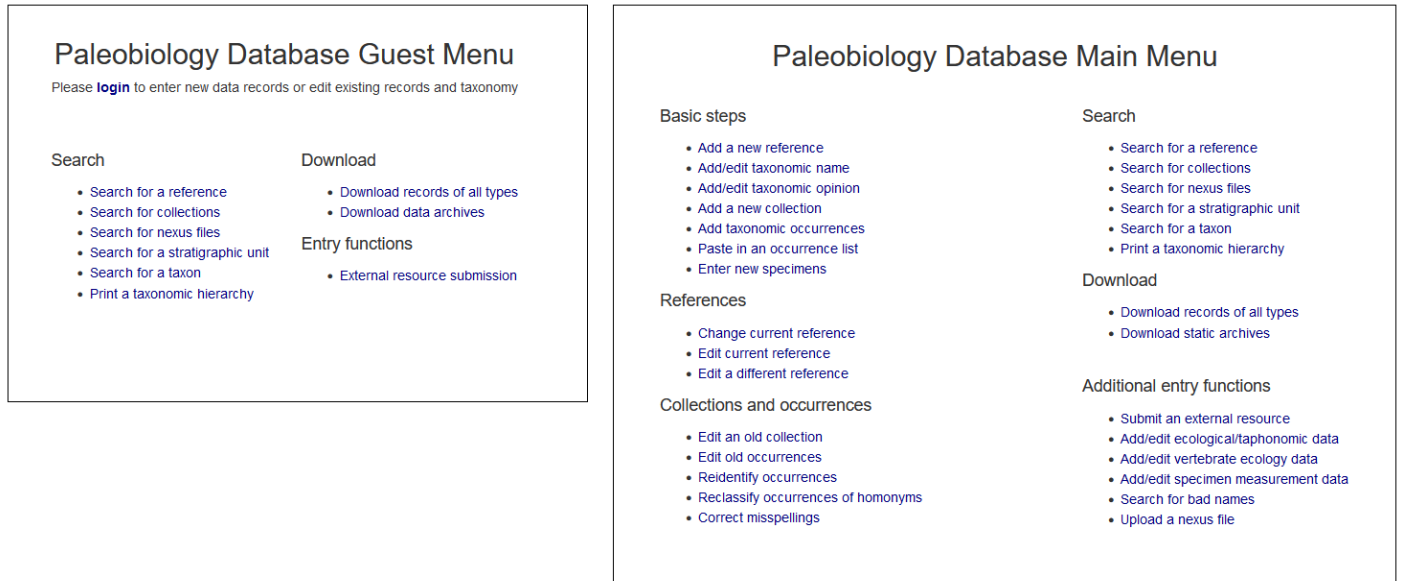 Paleobiology Database Guest Menu
Please login to enter new data records or edit existing records and taxonomy
Search
Search for a reference
Search for collections
Search for nexus files
Search for a stratigraphic unit
Search for a taxon
Print a taxonomic hierarchy
Download
Download records of all types
Download data archives
Entry functions
External resource submission
Paleobiology Database Main Menu
Basic steps
Add a new reference
Add/edit taxonomic name
Add/edit taxonomic opinion
Add a new collection
Add taxonomic occurrences
Paste in an occurrence list
Enter new specimens
References
Change current reference
Edit current reference
Edit a different reference
Collections and occurrences
Edit an old collection
Edit old occurrences
Reidentify occurrences
Reclassify occurrences of homonyms
Correct misspellings
Search
Search for a reference
Search for collections
Search for nexus files
Search for a stratigraphic unit
Search for a taxon
Print a taxonomic hierarchy
Download
Download records of all types
Download static archives
Additional entry functions
Submit an external resource
Add/edit ecological/taphonomic data
Add/edit vertebrate ecology data
Add/edit specimen measurement data
Search for bad names
Upload a nexus file